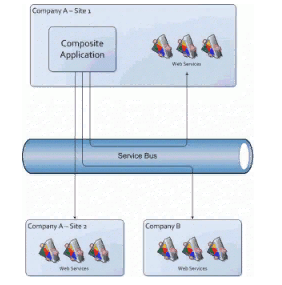 Company A – Site 1
Composite
Application
Web Services
Service Bus
Company A – Site 2
Company B
Web Services
Web Services